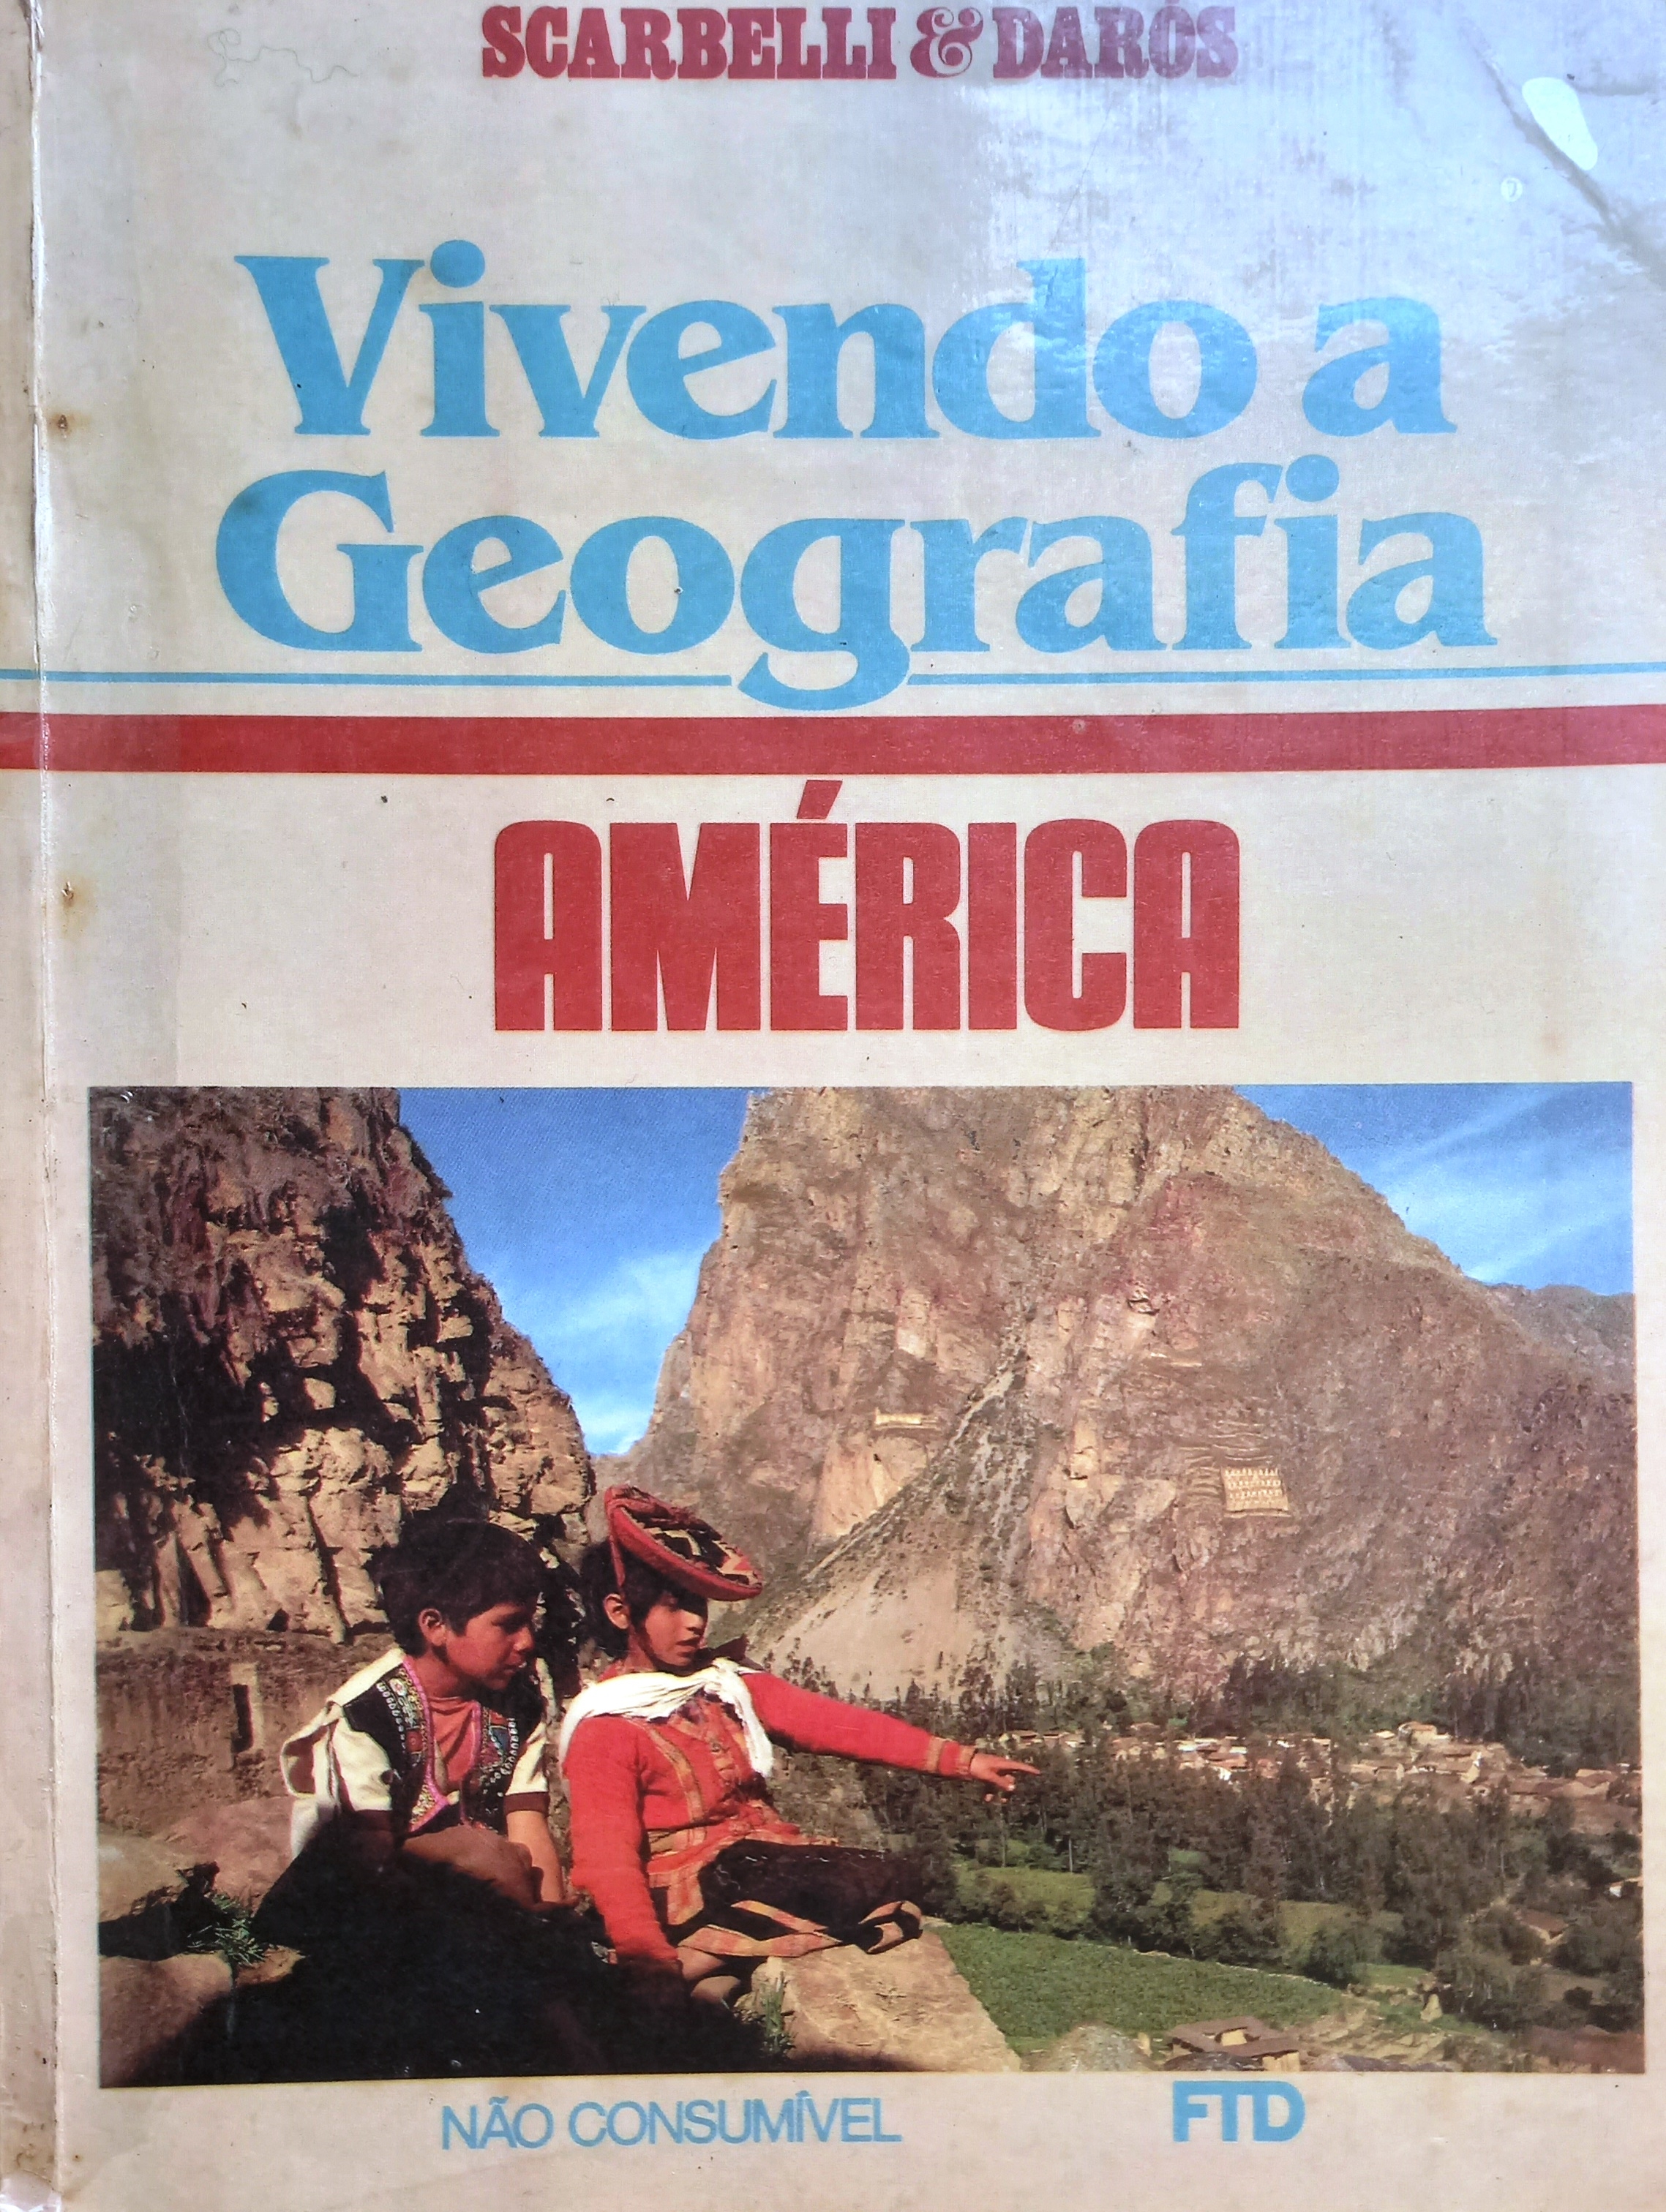 SCARBELLI & DARÓS
Vivendo a
Geografia
AMÉRICA
NÃO CONSUMÍVEL
FTD